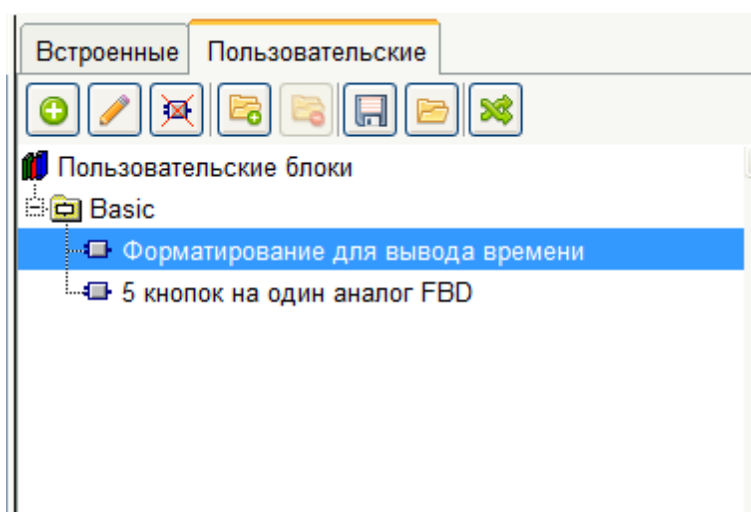 Встроенные Пользовательские
Пользовательские блоки
Basic
Форматирование для вывода времени
5 кнопок на один аналог FBD